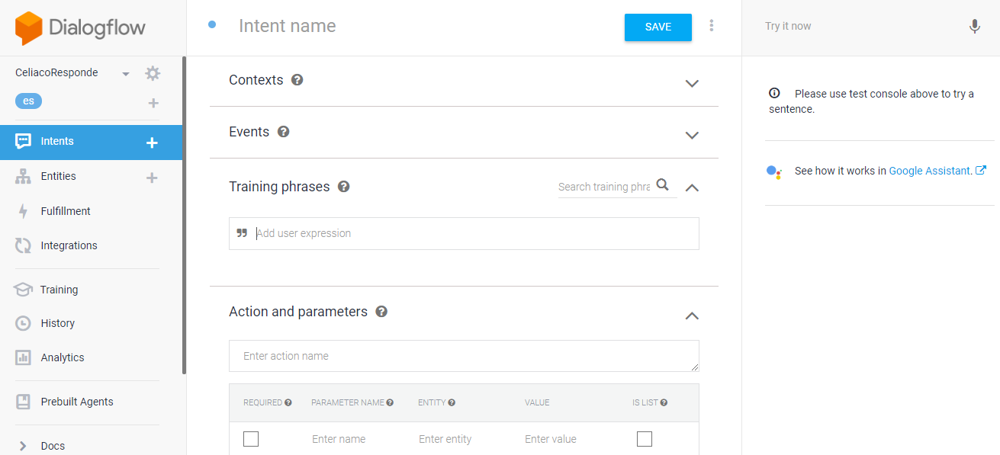 Dialogflow
CeliacoResponde
es
Intents
Entities
Fulfillment
Integrations
Training
History
Analytics
Prebuilt Agents
Docs
Intent name
SAVE
Contexts
Events
Training phrases
Search training phra
Add user expression
Action and parameters
Enter action name
REQUIRED PARAMETER NAME ENTITY VALUE IS LIST
Enter name Enter entity Enter value
Try it now
Please use test console above to try a
sentence.
See how it works in Google Assistant.